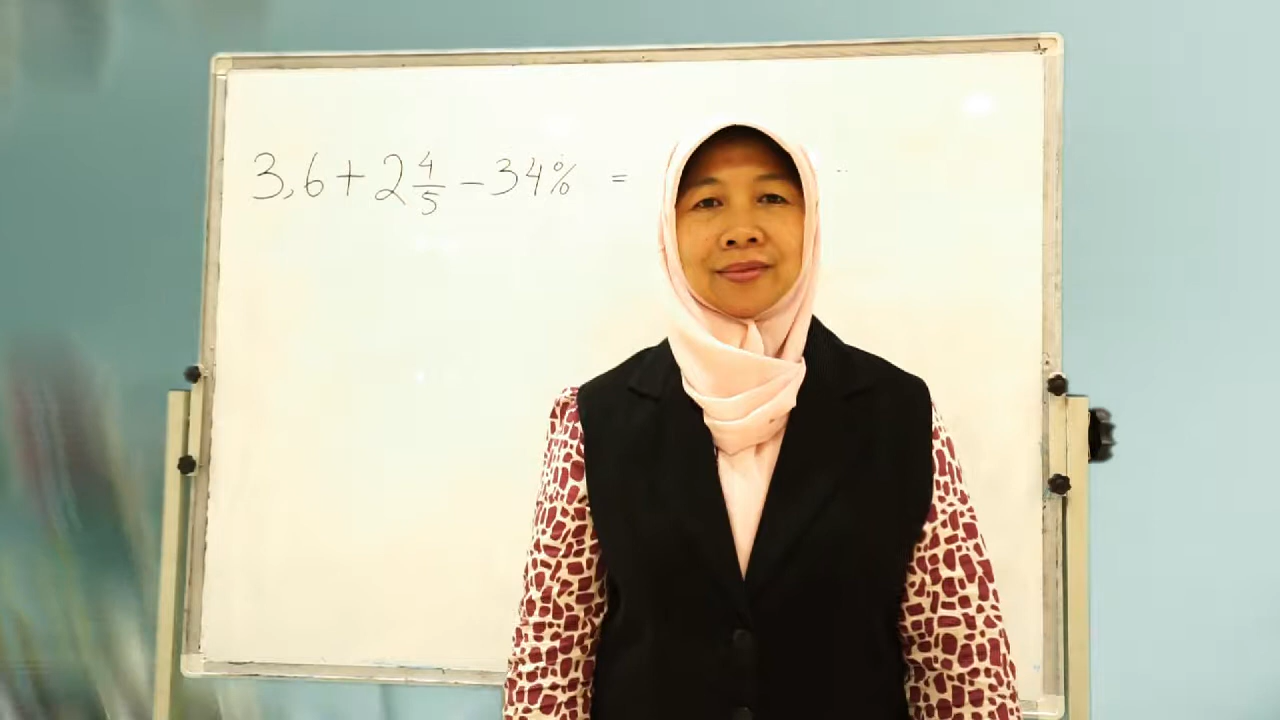 3,6 + 2 4/5 - 34% = ..